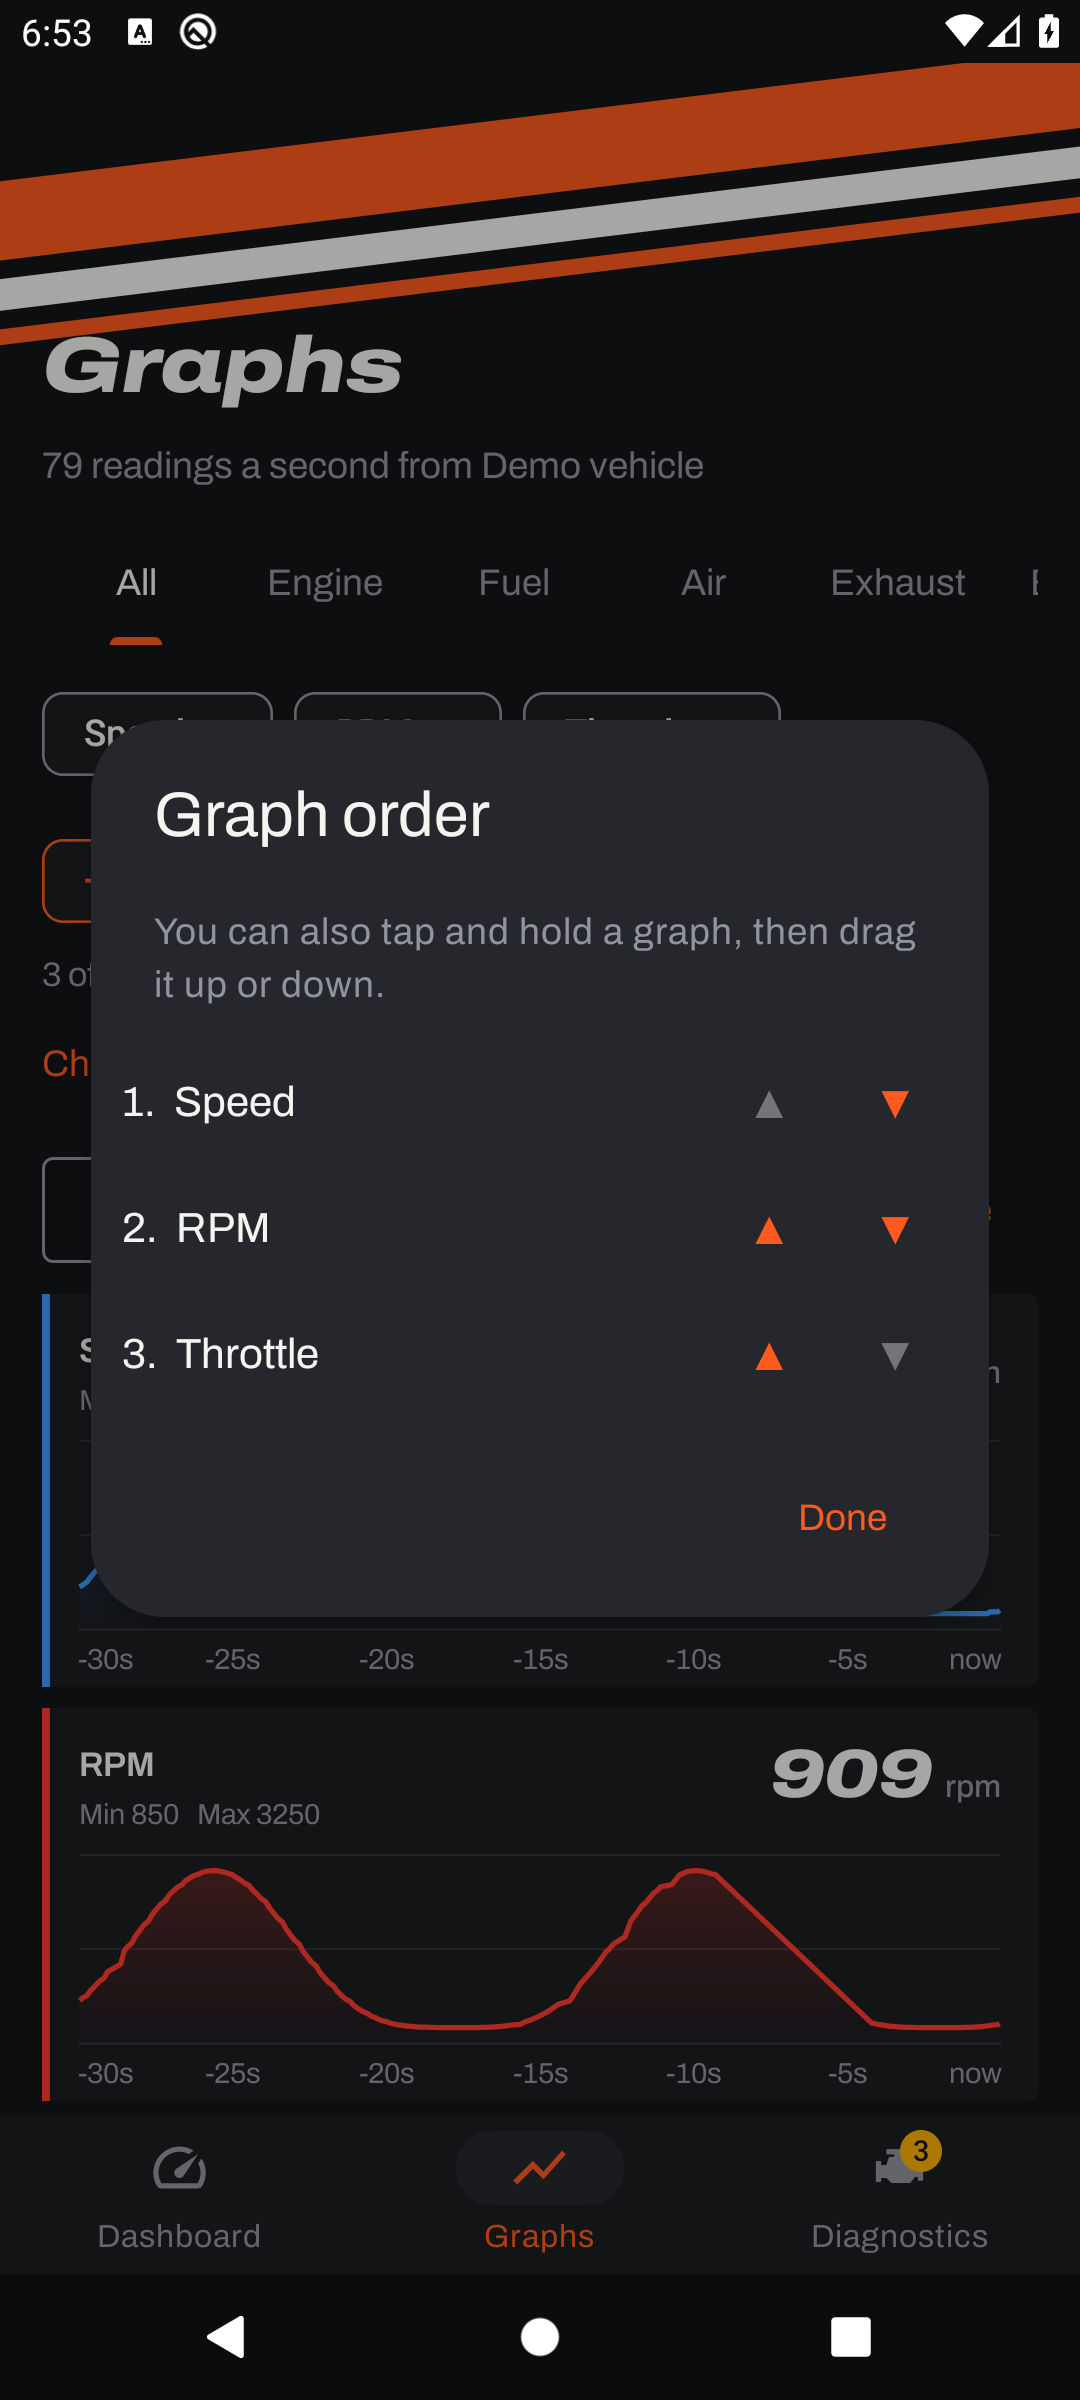 6:53
Graphs
79 readings a second from Demo vehicle
All Engine Fuel Air Exhaust
Graph order
You can also tap and hold a graph, then drag
it up or down.
3 of
Ch
1. Speed
2. RPM
3. Throttle
Done
-30s -25s -20s -15s -10s -5s now
RPM
909 rpm
Min 850 Max 3250
-30s -25s -20s -15s -10s -5s now
3
Dashboard Graphs Diagnostics